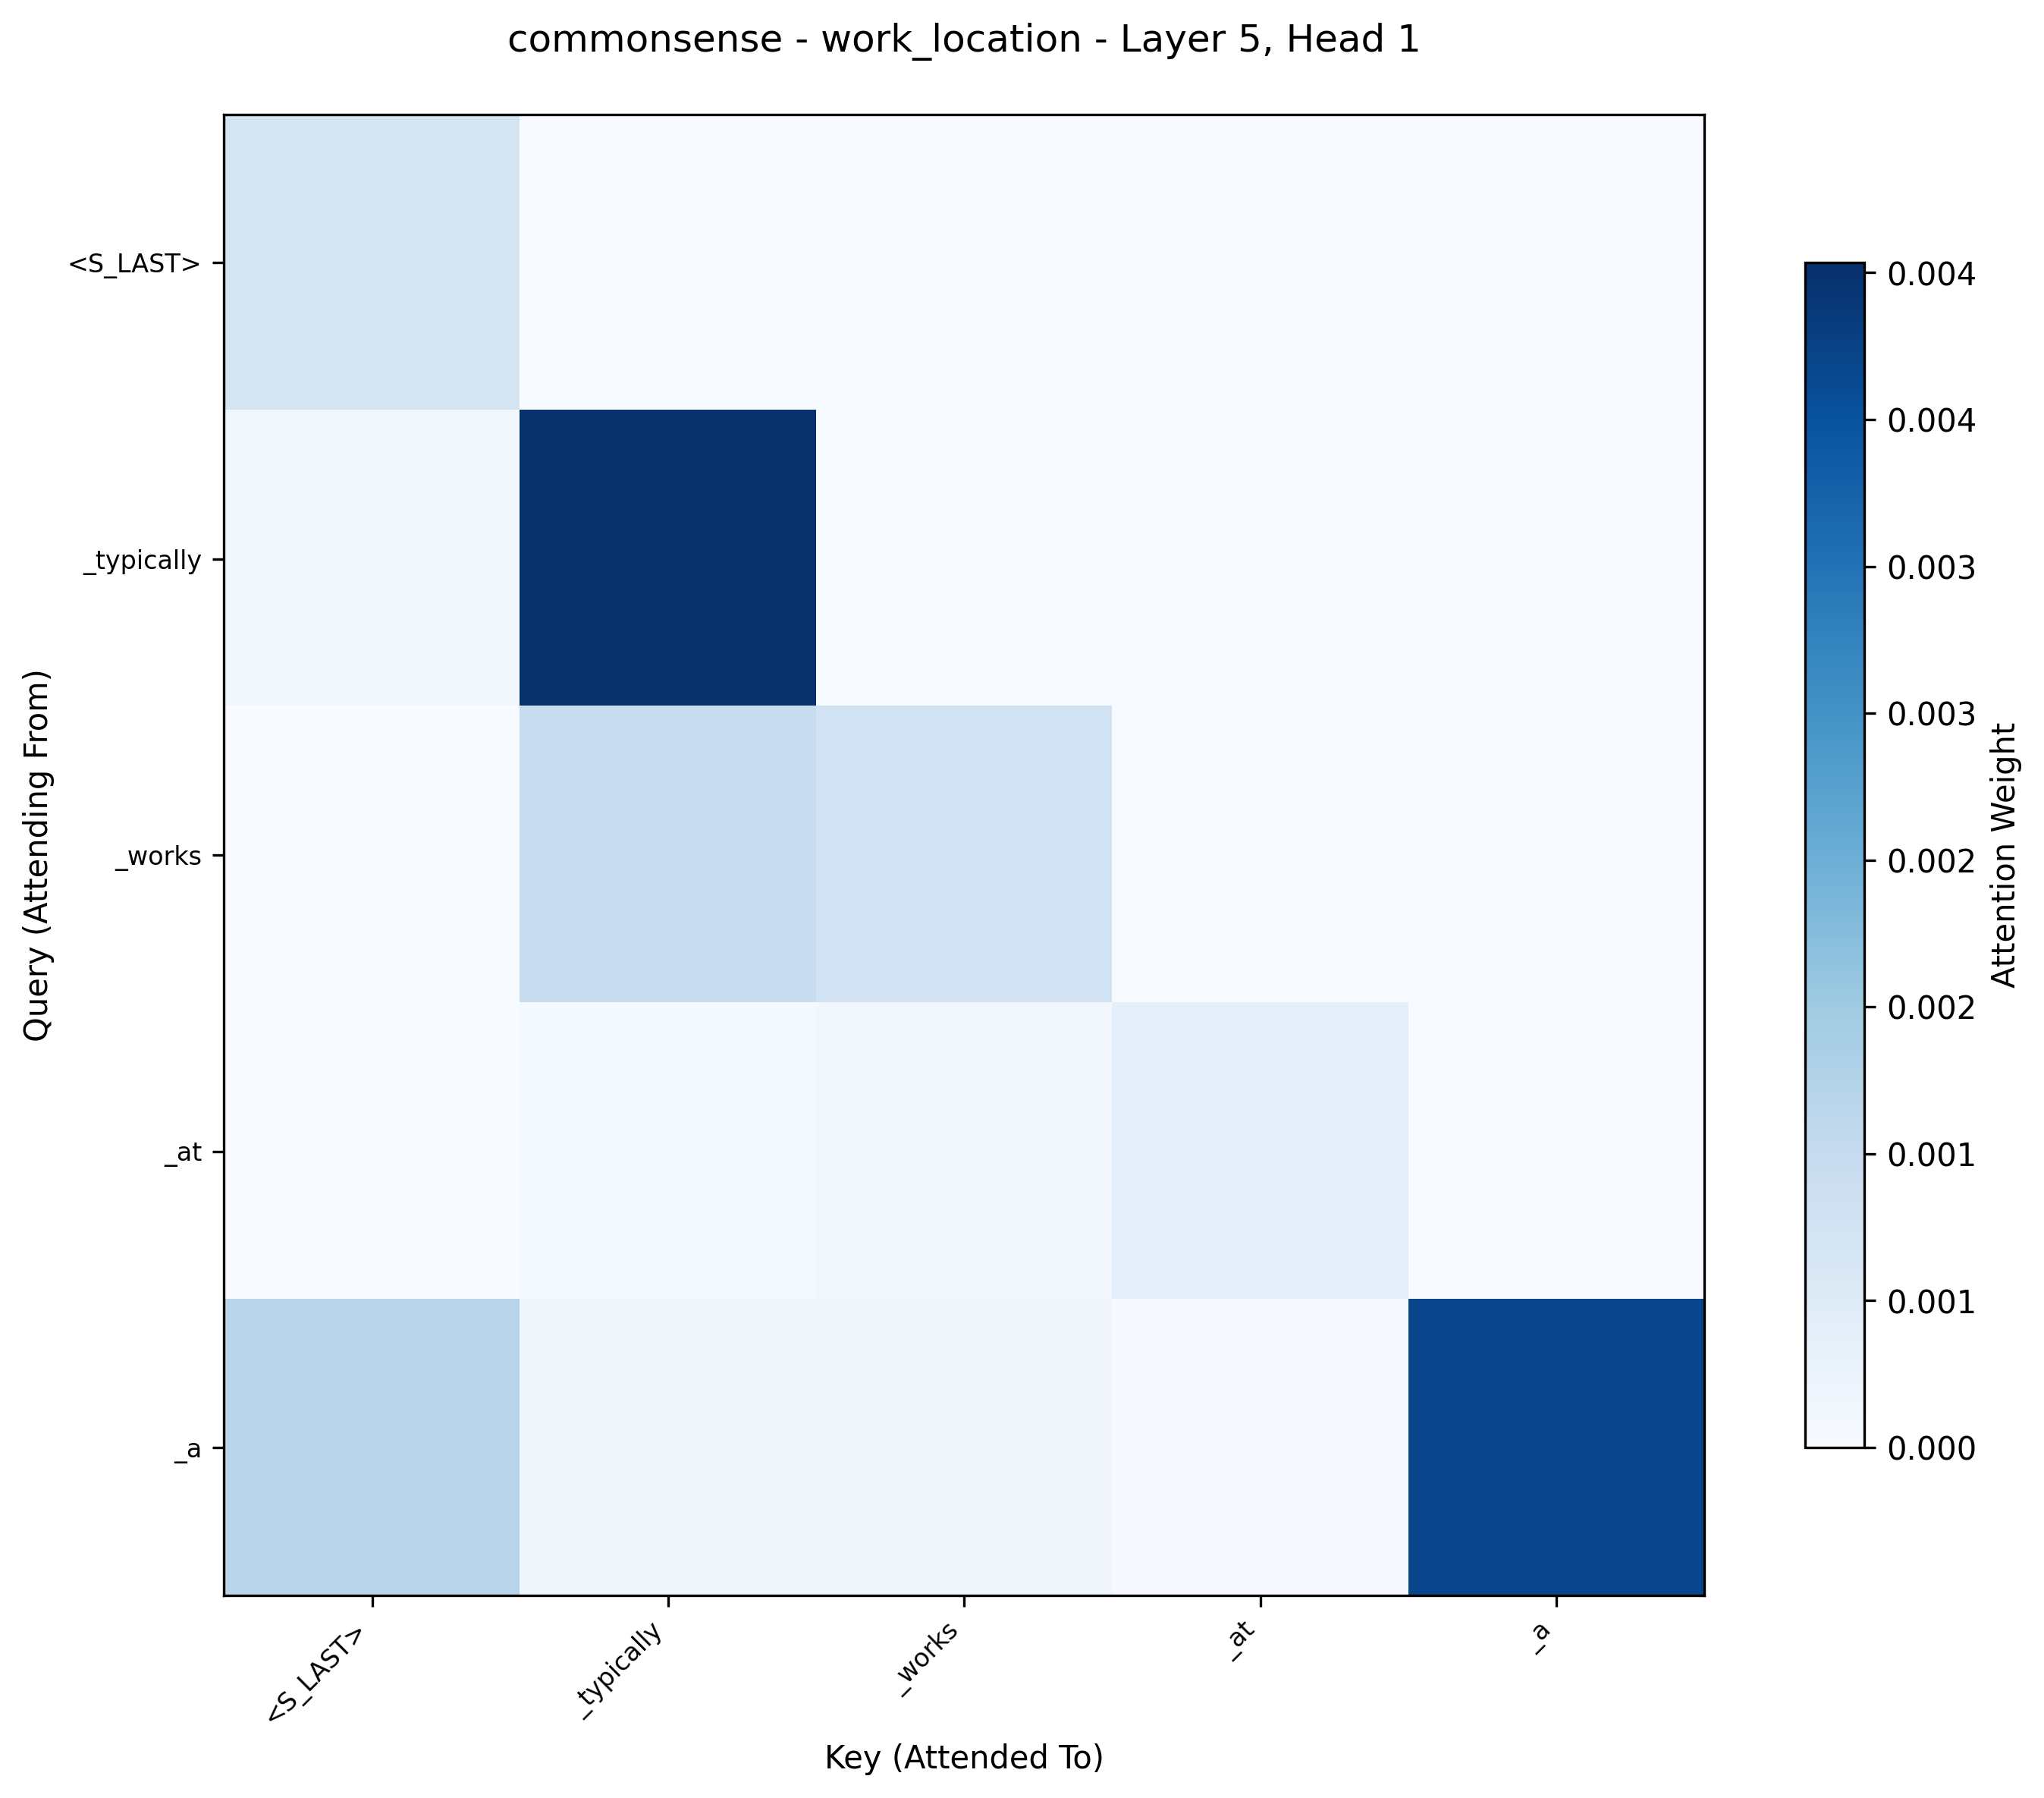 commonsense - work_location - Layer 5, Head 1
<S_LAST>
_typically
_works
_at
_a
Query (Attending From)
<S_LAST>
_typically
_works
_at
_a
Key (Attended To)
0.004
0.004
0.003
0.003
0.002
0.002
0.001
0.001
0.000
Attention Weight